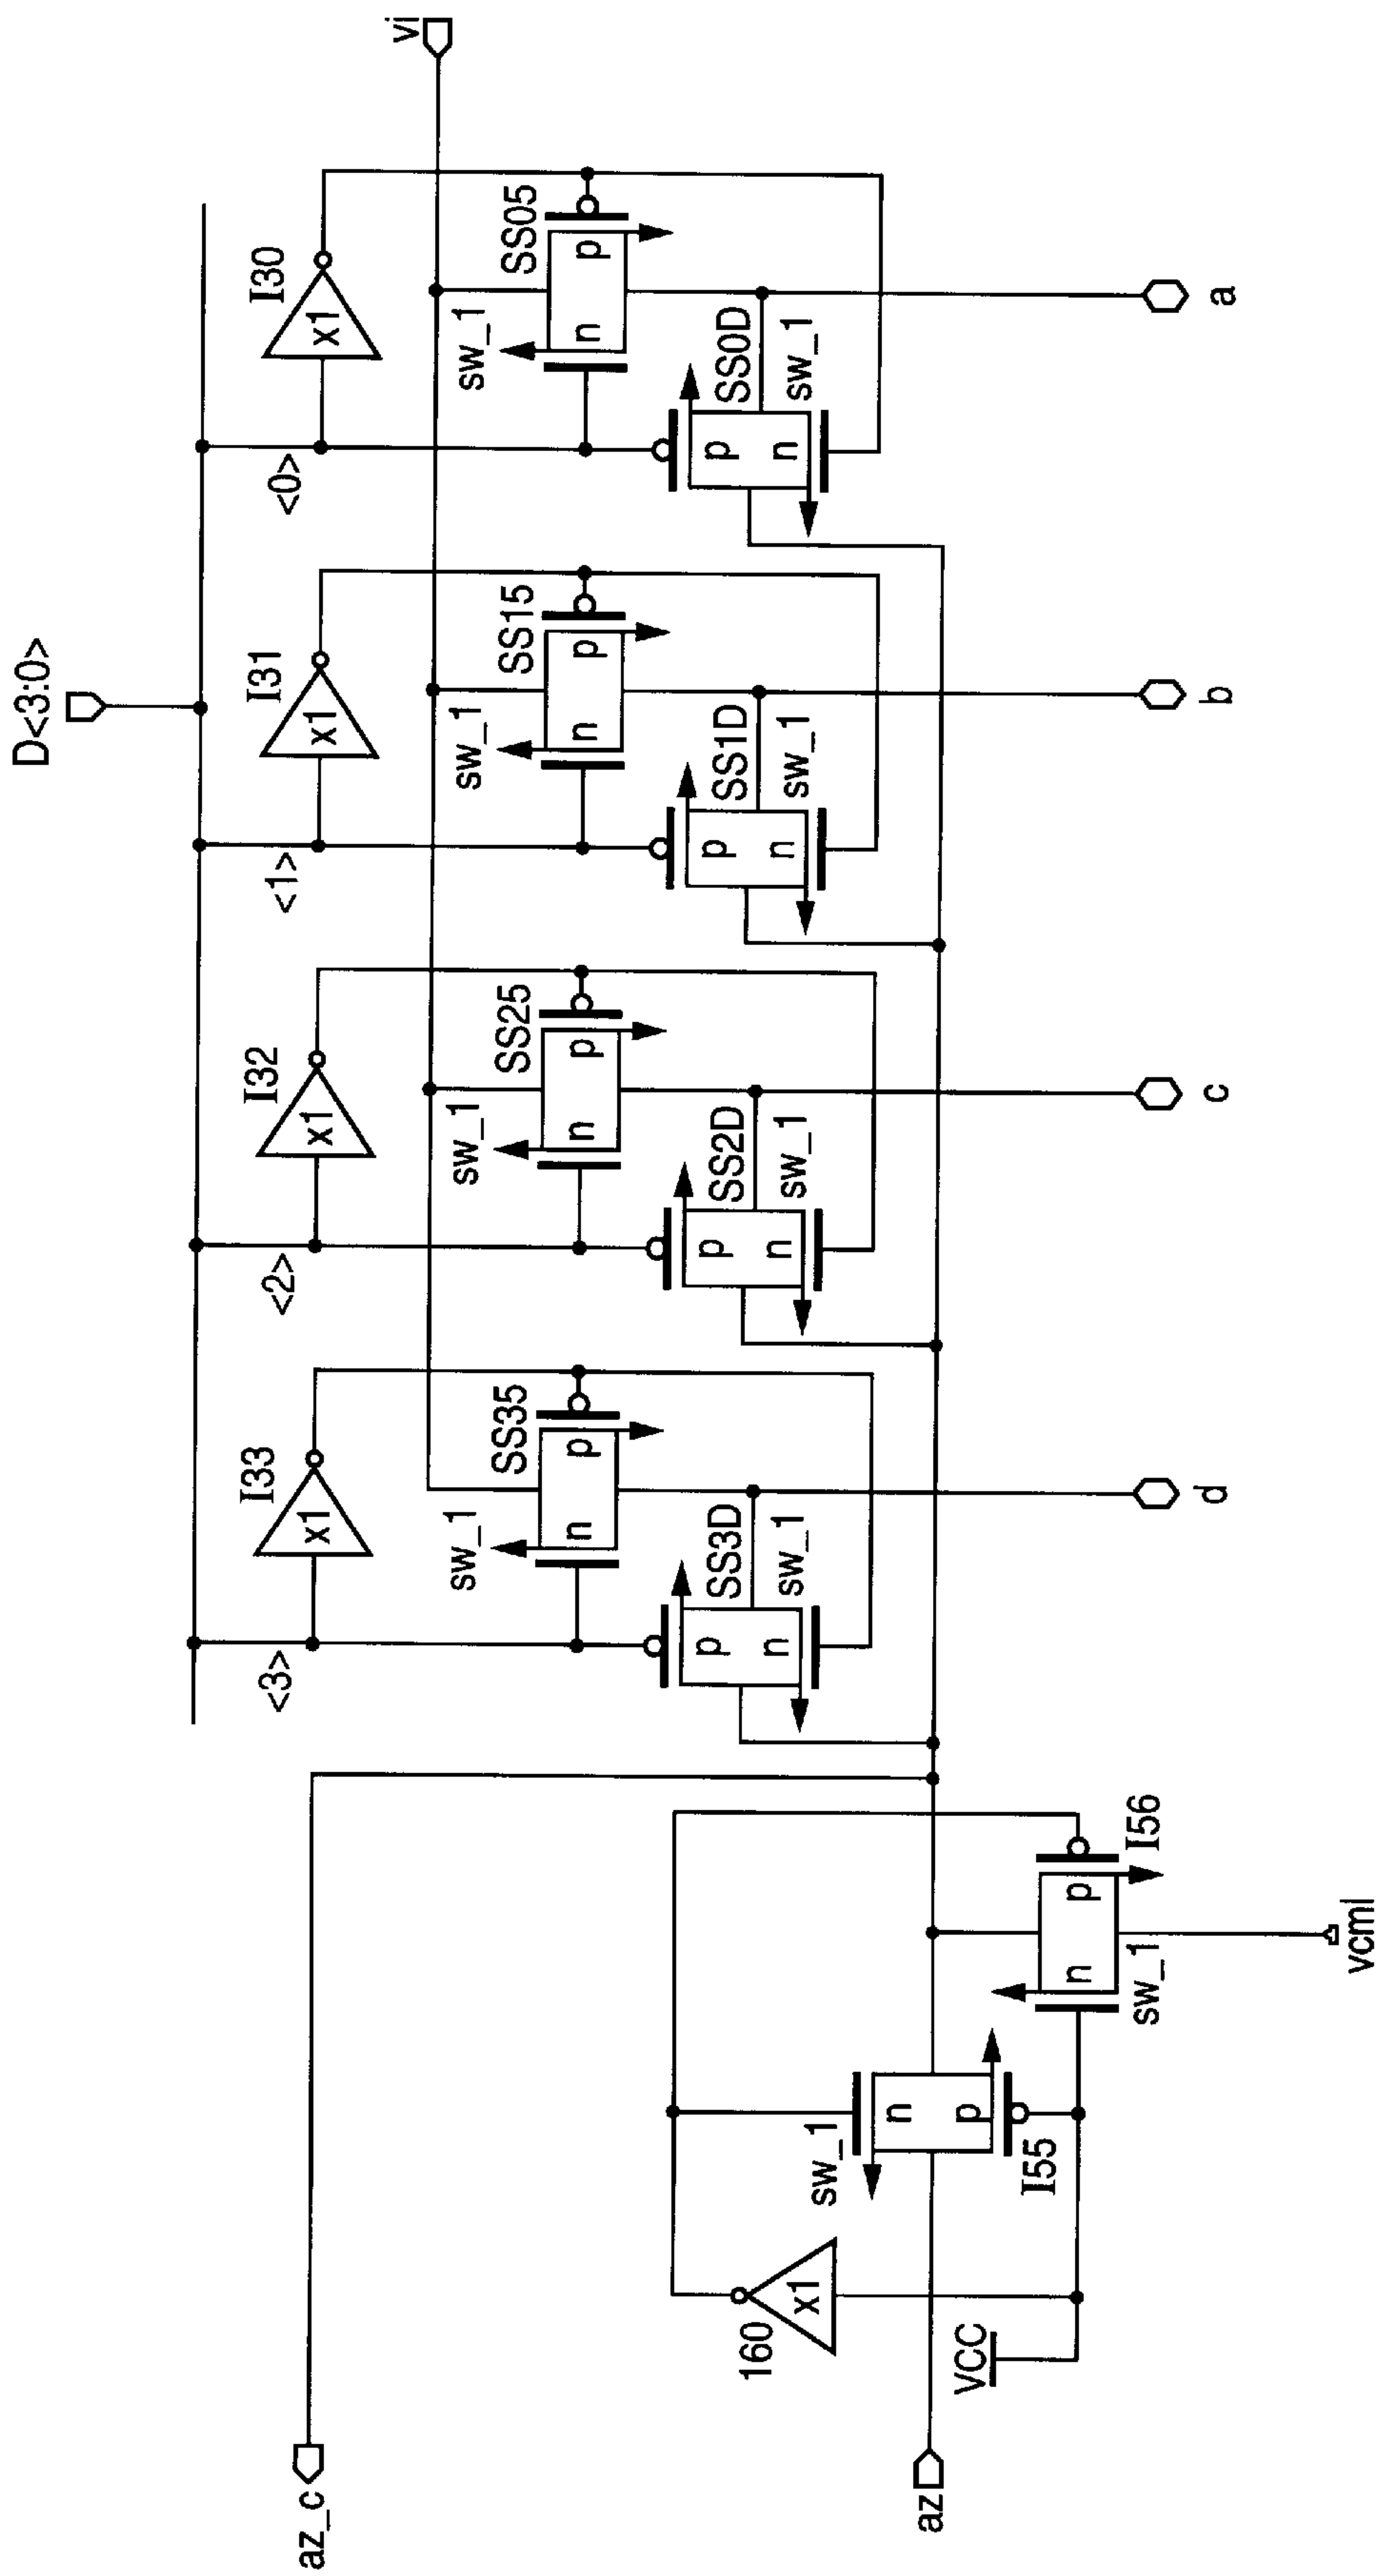 D<3:0>
az_c
<3>
I33
x1
<2>
I32
x1
<1>
I31
x1
<0>
I30
x1
vi
sw_1
n
p
SS35
sw_1
n
p
SS25
sw_1
n
p
SS15
sw_1
n
p
SS05
p
n
SS3D
sw_1
p
n
SS2D
sw_1
p
n
SS1D
sw_1
p
n
SS0D
sw_1
160
x1
sw_1
n
p
I55
az
VCC
n
p
I56
sw_1
vcmi
d
c
b
a